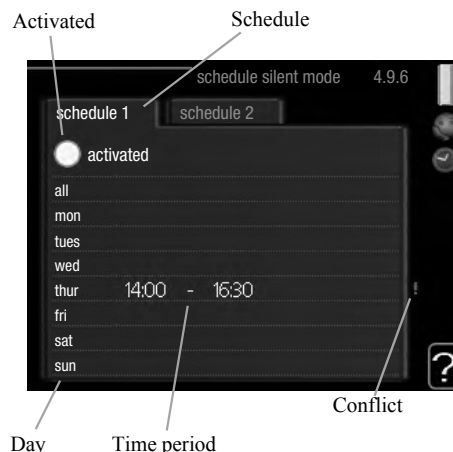 Activated Schedule
schedule silent mode 4.9.6
schedule 1 schedule 2
activated
all
mon
tues
wed
thur 14:00 - 16:30 !
fri
sat
sun
?
Conflict
Day Time period